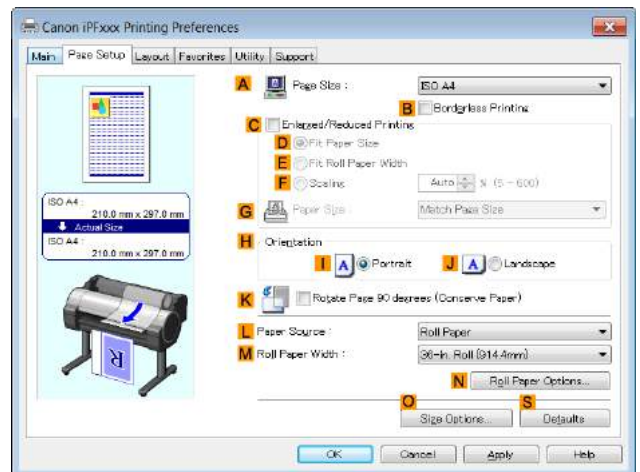 Canon iPFxxx Printing Preferences
Main Page Setup Layout Favorites Utility Support
A Page Size : ISO A4
B Borderless Printing
C Enlarged/Reduced Printing
D Fit Paper Size
E Fit Roll Paper Width
F Scaling Auto % (5 - 600)
G Paper Size : Match Page Size
ISO A4 :
210.0 mm x 297.0 mm
Actual Size
ISO A4 :
210.0 mm x 297.0 mm
H Orientation
I A Portrait J A Landscape
K Rotate Page 90 degrees (Conserve Paper)
L Paper Source : Roll Paper
M Roll Paper Width : 36-in. Roll (914.4mm)
N Roll Paper Options...
O S
Size Options... Defaults
R
OK Cancel Apply Help